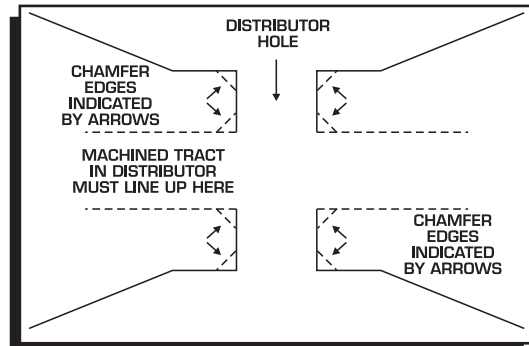 DISTRIBUTOR
HOLE
CHAMFER
EDGES
INDICATED
BY ARROWS
MACHINED TRACT
IN DISTRIBUTOR
MUST LINE UP HERE
CHAMFER
EDGES
INDICATED
BY ARROWS